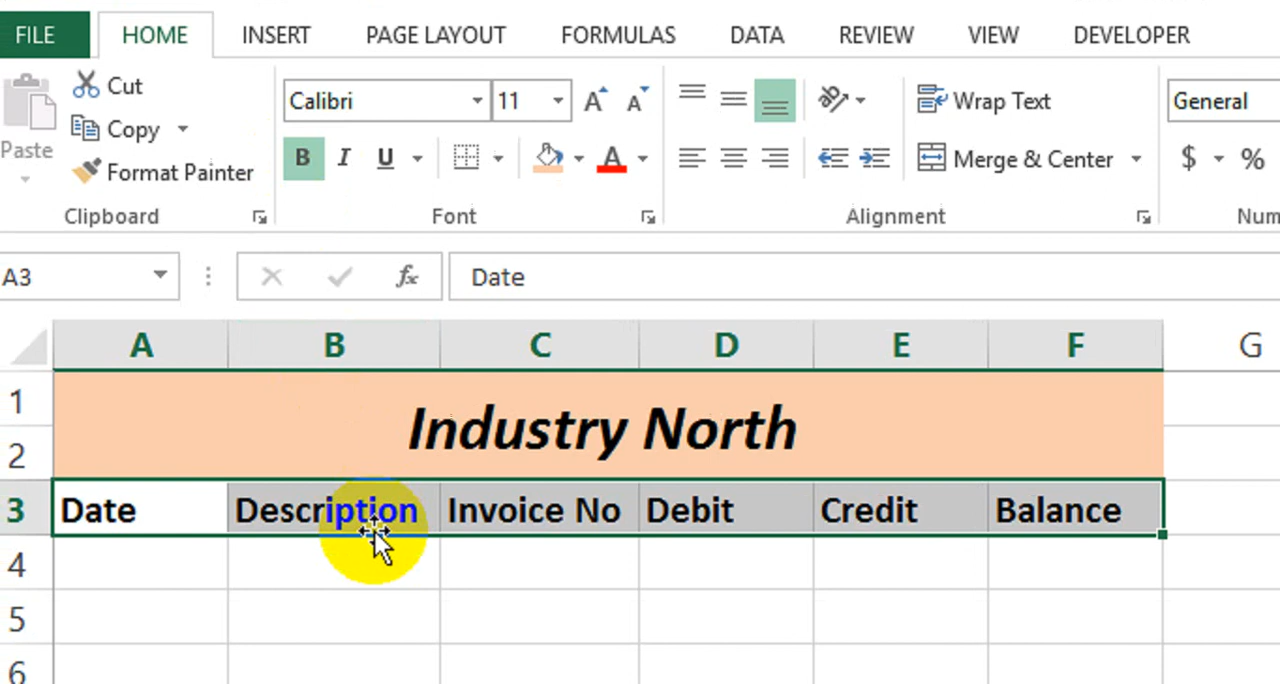 FILE HOME INSERT PAGE LAYOUT FORMULAS DATA REVIEW VIEW DEVELOPER
Cut
Copy
Paste
Format Painter
Calibri 11 A A
B I U A
Wrap Text
Merge & Center
General
$ %
Clipboard Font Alignment Num
A3 fx Date
A B C D E F G
1
2
Industry North
3 Date Description Invoice No Debit Credit Balance
4
5
6